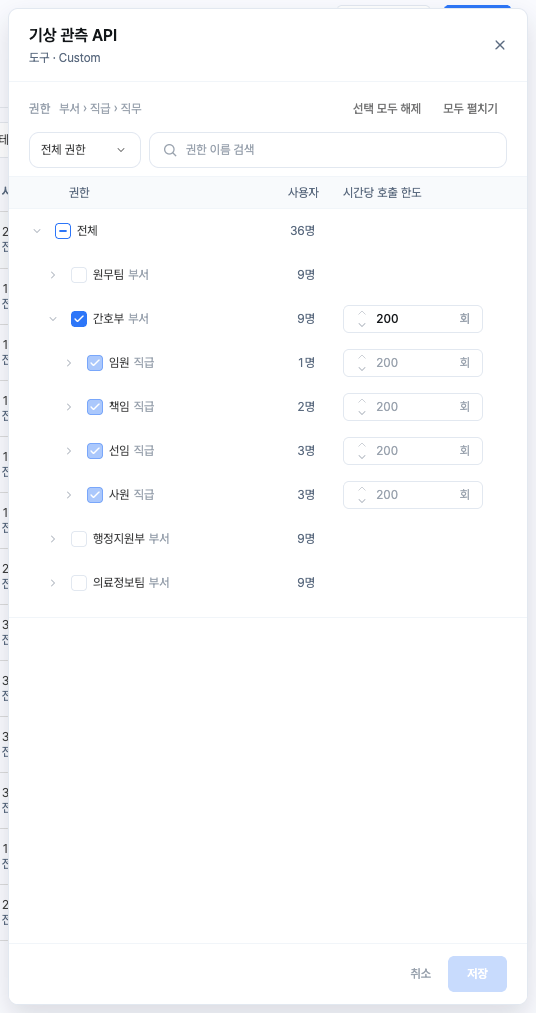 기상 관측 API
도구 · Custom
권한 부서 › 직급 › 직무 선택 모두 해제 모두 펼치기
전체 권한 권한 이름 검색
권한 사용자 시간당 호출 한도
전체 36명
원무팀 부서 9명
간호부 부서 9명 200 회
임원 직급 1명 200 회
책임 직급 2명 200 회
선임 직급 3명 200 회
사원 직급 3명 200 회
행정지원부 부서 9명
의료정보팀 부서 9명
취소 저장